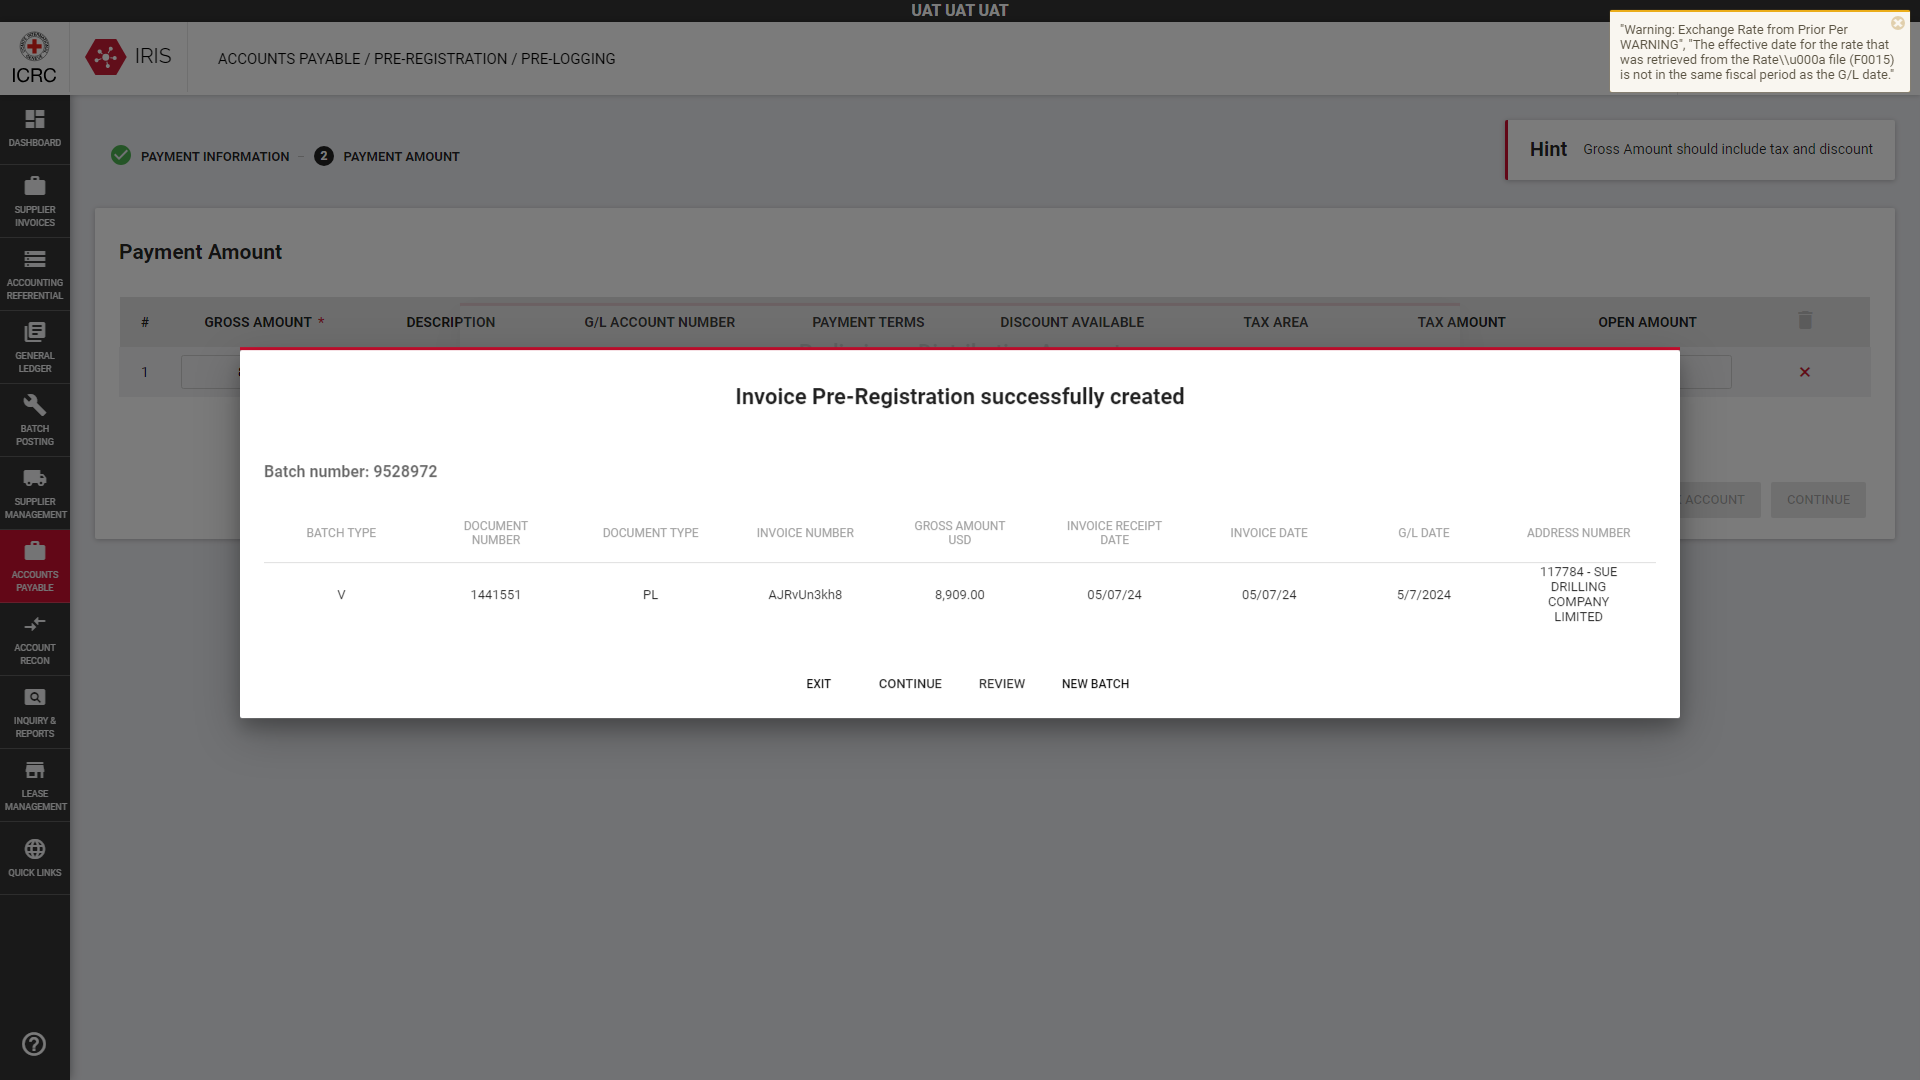 UAT UAT UAT
"Warning: Exchange Rate from Prior Per
WARNING", "The effective date for the rate that
was retrieved from the Rate\\u000a file (F0015)
is not in the same fiscal period as the G/L date."
ICRC
IRIS
ACCOUNTS PAYABLE / PRE-REGISTRATION / PRE-LOGGING
DASHBOARD
SUPPLIER
INVOICES
ACCOUNTING
REFERENTIAL
GENERAL
LEDGER
BATCH
POSTING
SUPPLIER
MANAGEMENT
ACCOUNTS
PAYABLE
ACCOUNT
RECON
INQUIRY &
REPORTS
LEASE
MANAGEMENT
QUICK LINKS
PAYMENT INFORMATION
2 PAYMENT AMOUNT
Hint Gross Amount should include tax and discount
Payment Amount
# GROSS AMOUNT * DESCRIPTION G/L ACCOUNT NUMBER PAYMENT TERMS DISCOUNT AVAILABLE TAX AREA TAX AMOUNT OPEN AMOUNT
1
ACCOUNT CONTINUE
Invoice Pre-Registration successfully created
Batch number: 9528972
BATCH TYPE DOCUMENT NUMBER DOCUMENT TYPE INVOICE NUMBER GROSS AMOUNT USD INVOICE RECEIPT DATE INVOICE DATE G/L DATE ADDRESS NUMBER
V 1441551 PL AJRvUn3kh8 8,909.00 05/07/24 05/07/24 5/7/2024 117784 - SUE DRILLING COMPANY LIMITED
EXIT CONTINUE REVIEW NEW BATCH